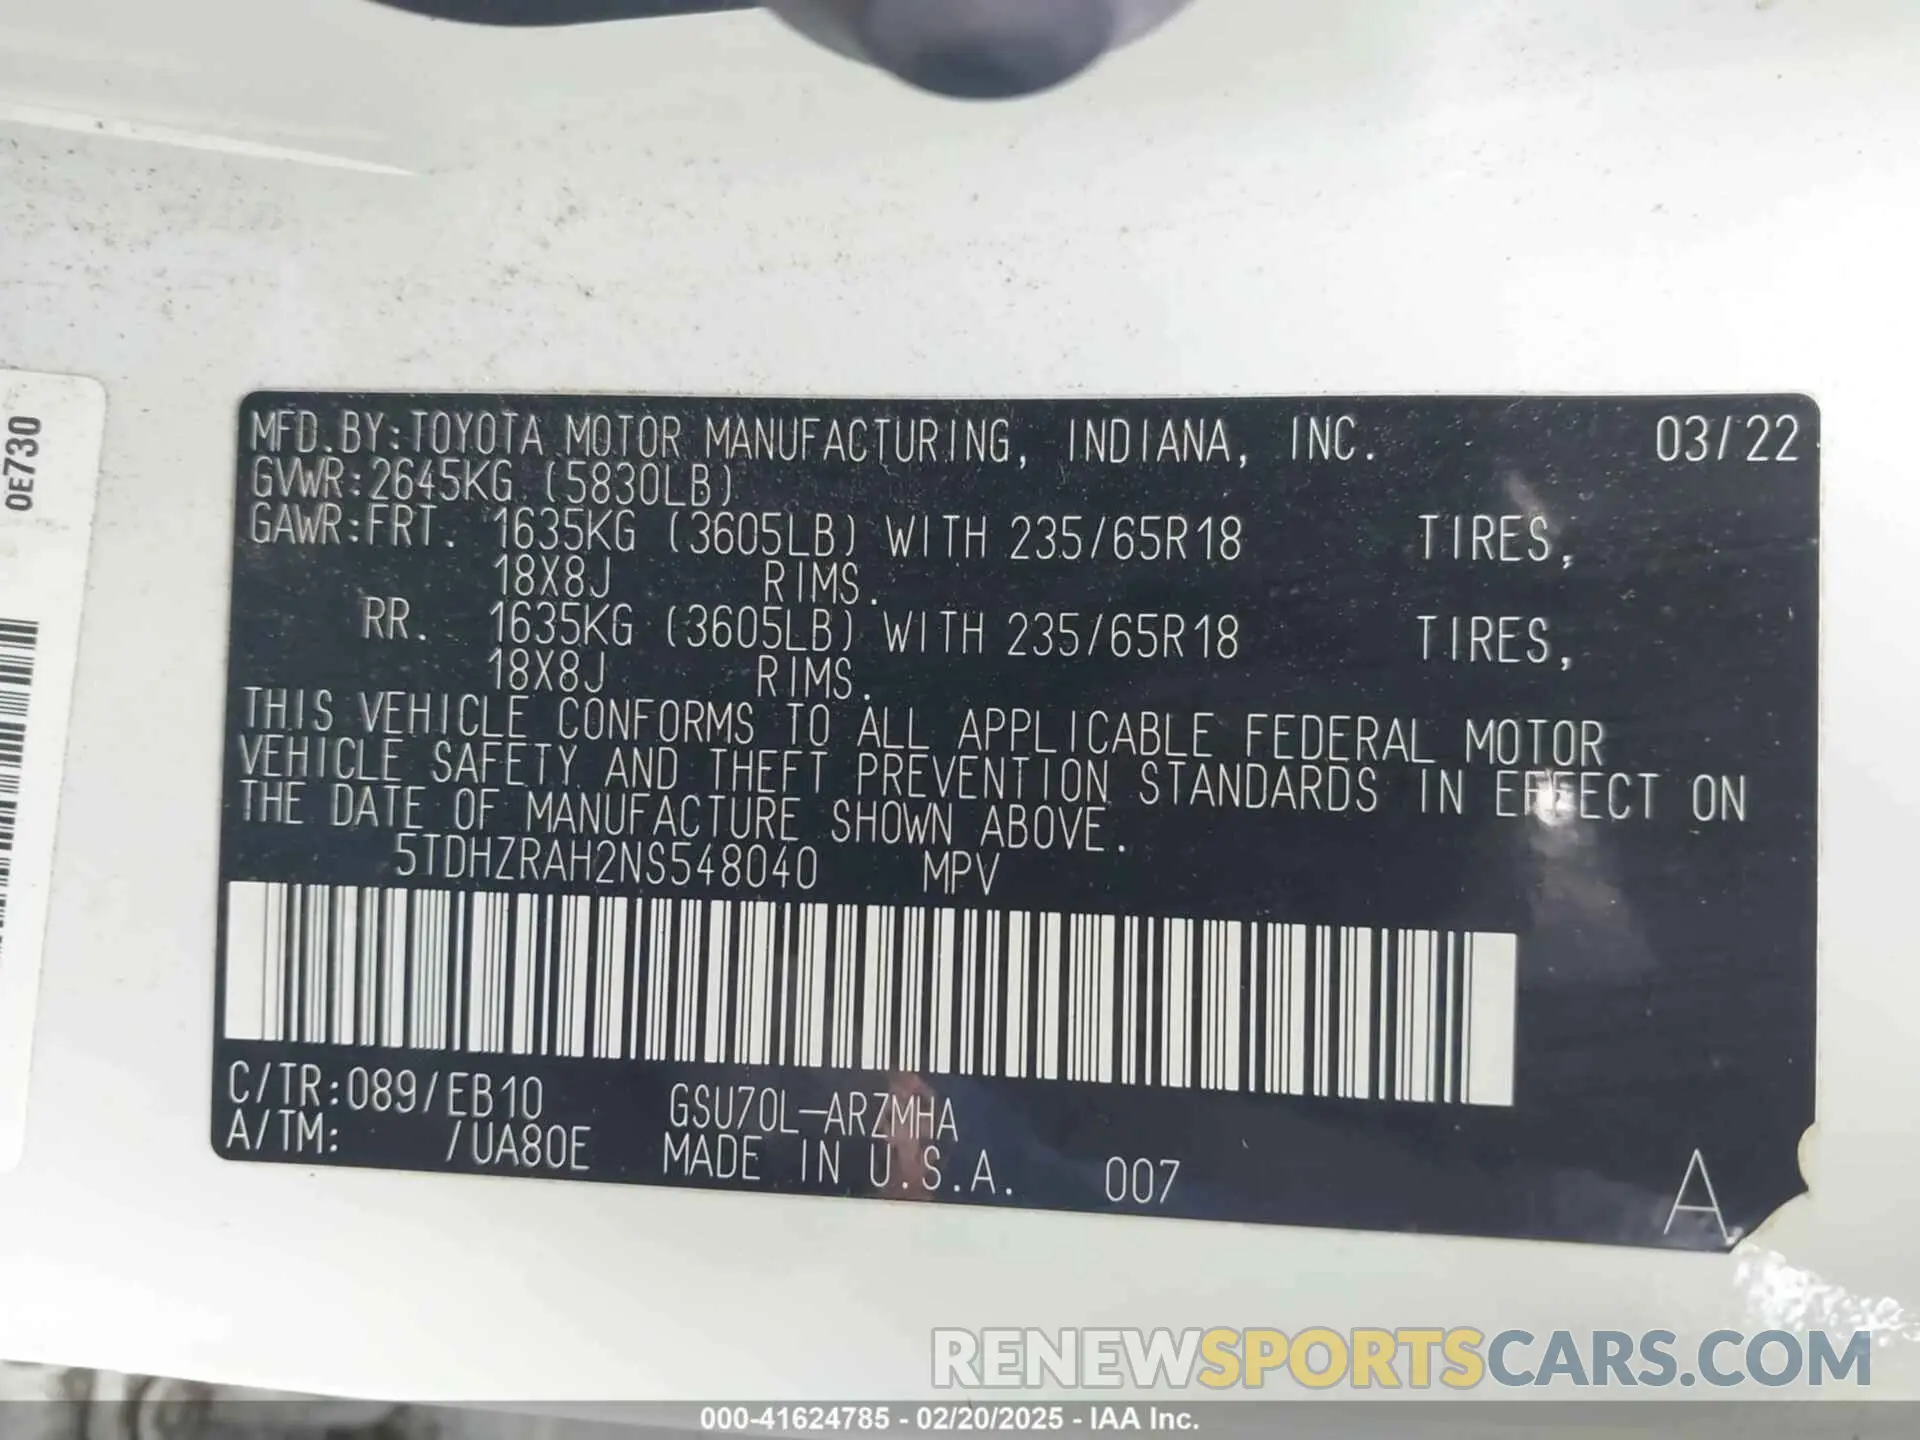 MFD.BY:TOYOTA MOTOR MANUFACTURING, INDIANA, INC. 03/22
GVWR:2645KG (5830LB)
GAWR:FRT. 1635KG (3605LB) WITH 235/65R18 TIRES,
18X8J RIMS.
RR. 1635KG (3605LB) WITH 235/65R18 TIRES,
18X8J RIMS.
THIS VEHICLE CONFORMS TO ALL APPLICABLE FEDERAL MOTOR
VEHICLE SAFETY AND THEFT PREVENTION STANDARDS IN EFFECT ON
THE DATE OF MANUFACTURE SHOWN ABOVE.
5TDHZRAH2NS548040 MPV
C/TR:089/EB10 GSU70L-ARZMHA
A/TM: /UA80E MADE IN U.S.A. 007
A
0E730
RENEWSPORTSCARS.COM
000-41624785 - 02/20/2025 - IAA Inc.